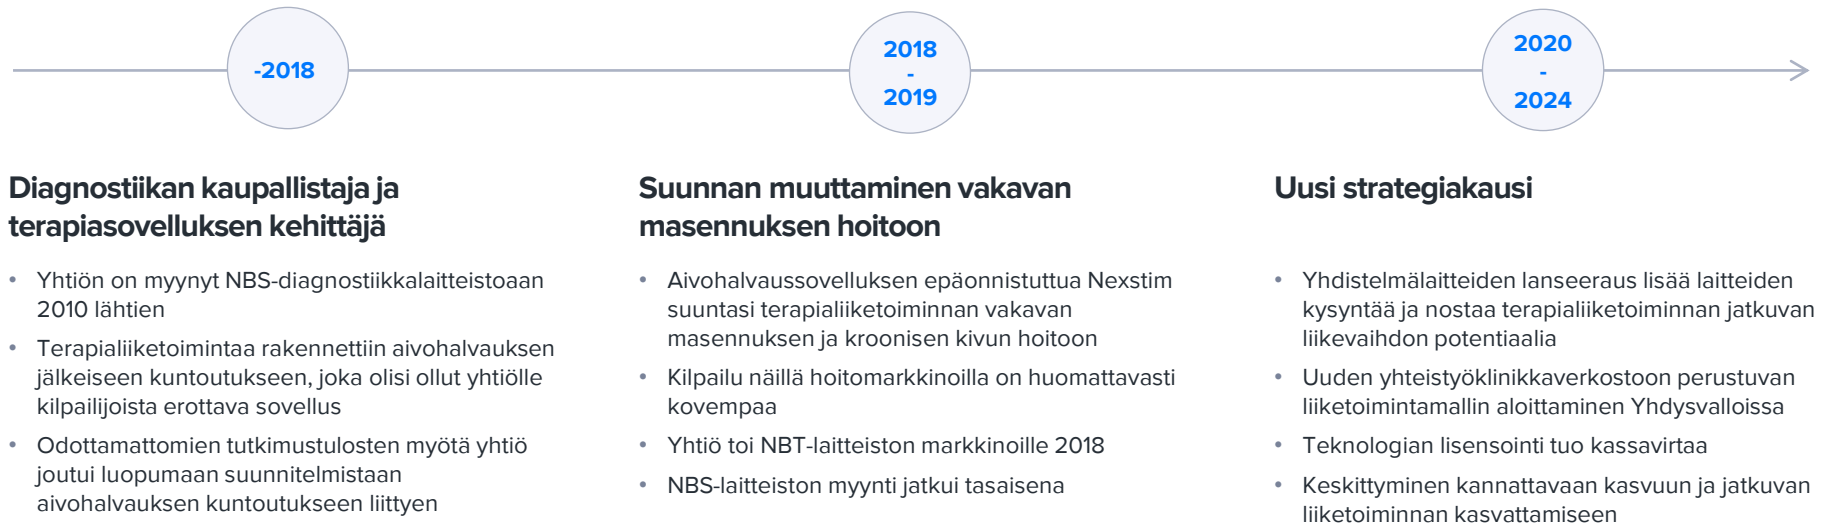 -2018
Diagnostiikan kaupallistaja ja
terapiasovelluksen kehittäjä
• Yhtiön on myynyt NBS-diagnostiikkalaitteistoaan
2010 lähtien
• Terapialiiketoimintaa rakennettiin aivohalvauksen
jälkeiseen kuntoutukseen, joka olisi ollut yhtiölle
kilpailijoista erottava sovellus
• Odottamattomien tutkimustulosten myötä yhtiö
joutui luopumaan suunnitelmistaan
aivohalvauksen kuntoutukseen liittyen
2018
-
2019
Suunnan muuttaminen vakavan
masennuksen hoitoon
• Aivohalvaussovelluksen epäonnistuttua Nexstim
suuntasi terapialiiketoiminnan vakavan
masennuksen ja kroonisen kivun hoitoon
• Kilpailu näillä hoitomarkkinoilla on huomattavasti
kovempaa
• Yhtiö toi NBT-laitteiston markkinoille 2018
• NBS-laitteiston myynti jatkui tasaisena
2020
-
2024
Uusi strategiakausi
• Yhdistelmälaitteiden lanseeraus lisää laitteiden
kysyntää ja nostaa terapialiiketoiminnan jatkuvan
liikevaihdon potentiaalia
• Uuden yhteistyöklinikkaverkostoon perustuvan
liiketoimintamallin aloittaminen Yhdysvalloissa
• Teknologian lisensointi tuo kassavirtaa
• Keskittyminen kannattavaan kasvuun ja jatkuvan
liiketoiminnan kasvattamiseen